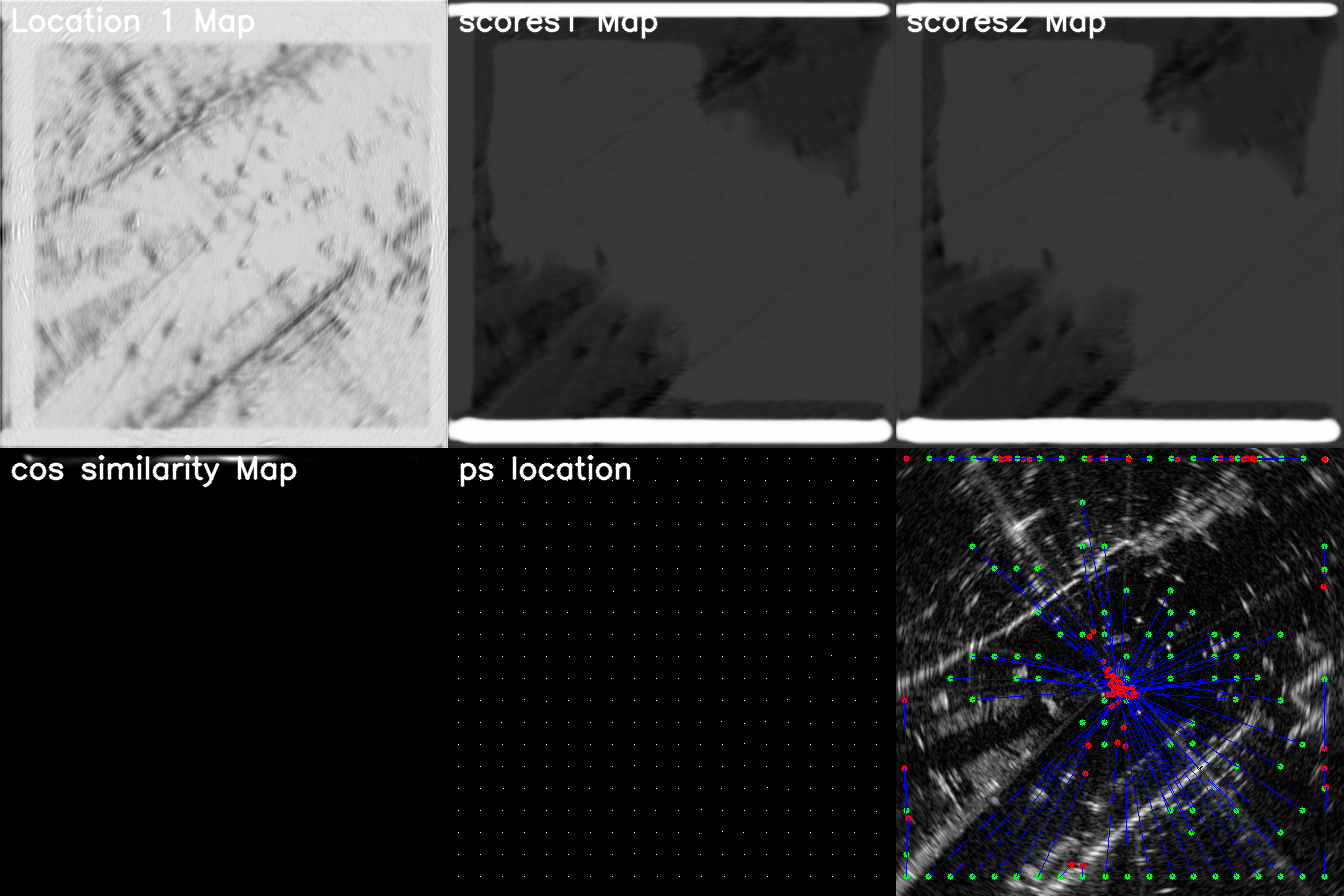 Location 1 Map
scores1 Map
scores2 Map
cos similarity Map
ps location